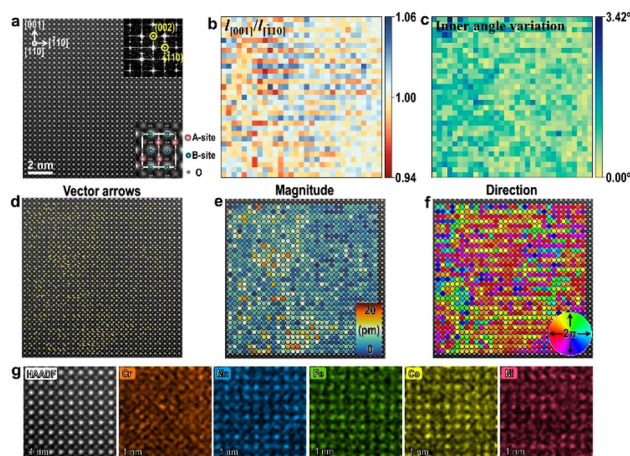 a
[001]
[1̄10]
[110]
(002)
1̄10
A-site
B-site
O
2 nm
b
l[001]/l[1̄10]
1.06
1.00
0.94
c
Inner angle variation
3.42°
0.00°
d
Vector arrows
e
Magnitude
20
(pm)
0
f
Direction
2π
g
HAADF
Cr
Mn
Fe
Co
Ni
1 nm
1 nm
1 nm
1 nm
1 nm
1 nm